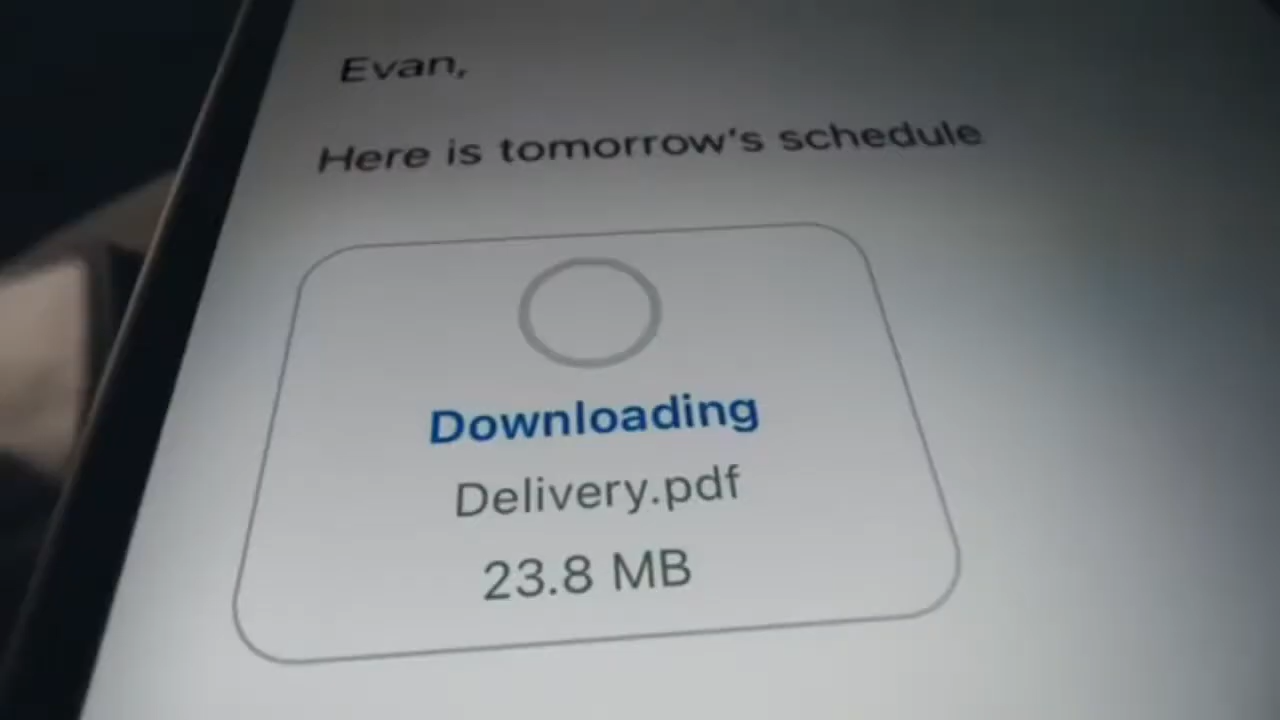 Evan,
Here is tomorrow's schedule
Downloading
Delivery.pdf
23.8 MB